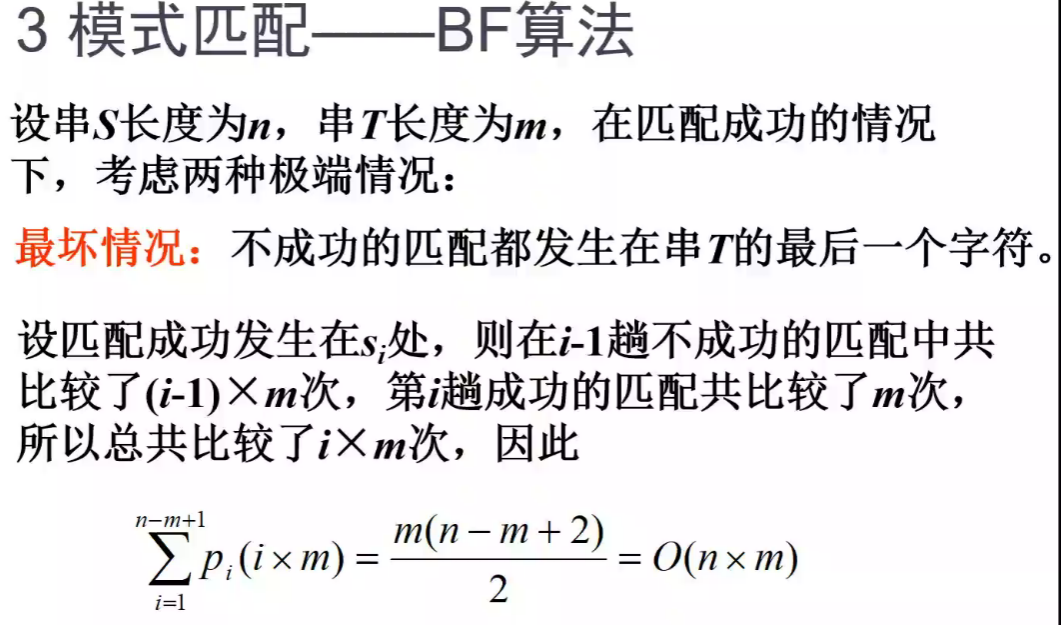 3 模式匹配——BF算法
设串S长度为n，串T长度为m，在匹配成功的情况
下，考虑两种极端情况：
最坏情况：不成功的匹配都发生在串T的最后一个字符。
设匹配成功发生在sᵢ处，则在i-1趟不成功的匹配中共
比较了(i-1)×m次，第i趟成功的匹配共比较了m次，
所以总共比较了i×m次，因此
\sum_{i=1}^{n-m+1} p_i(i×m) = \frac{m(n-m+2)}{2} = O(n×m)